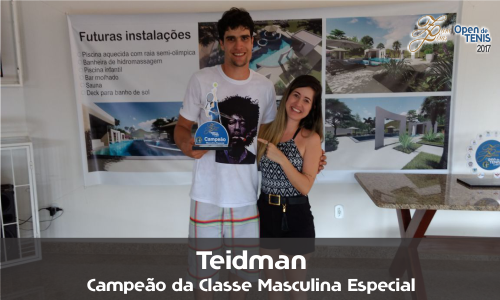 Futuras instalações
Piscina aquecida com raia semi-olímpica
Banheira de hidromassagem
Piscina infantil
Bar molhado
Sauna
Deck para banho de sol
Open de
TENIS
2017
Campeão
Teidman
Campeão da Classe Masculina Especial